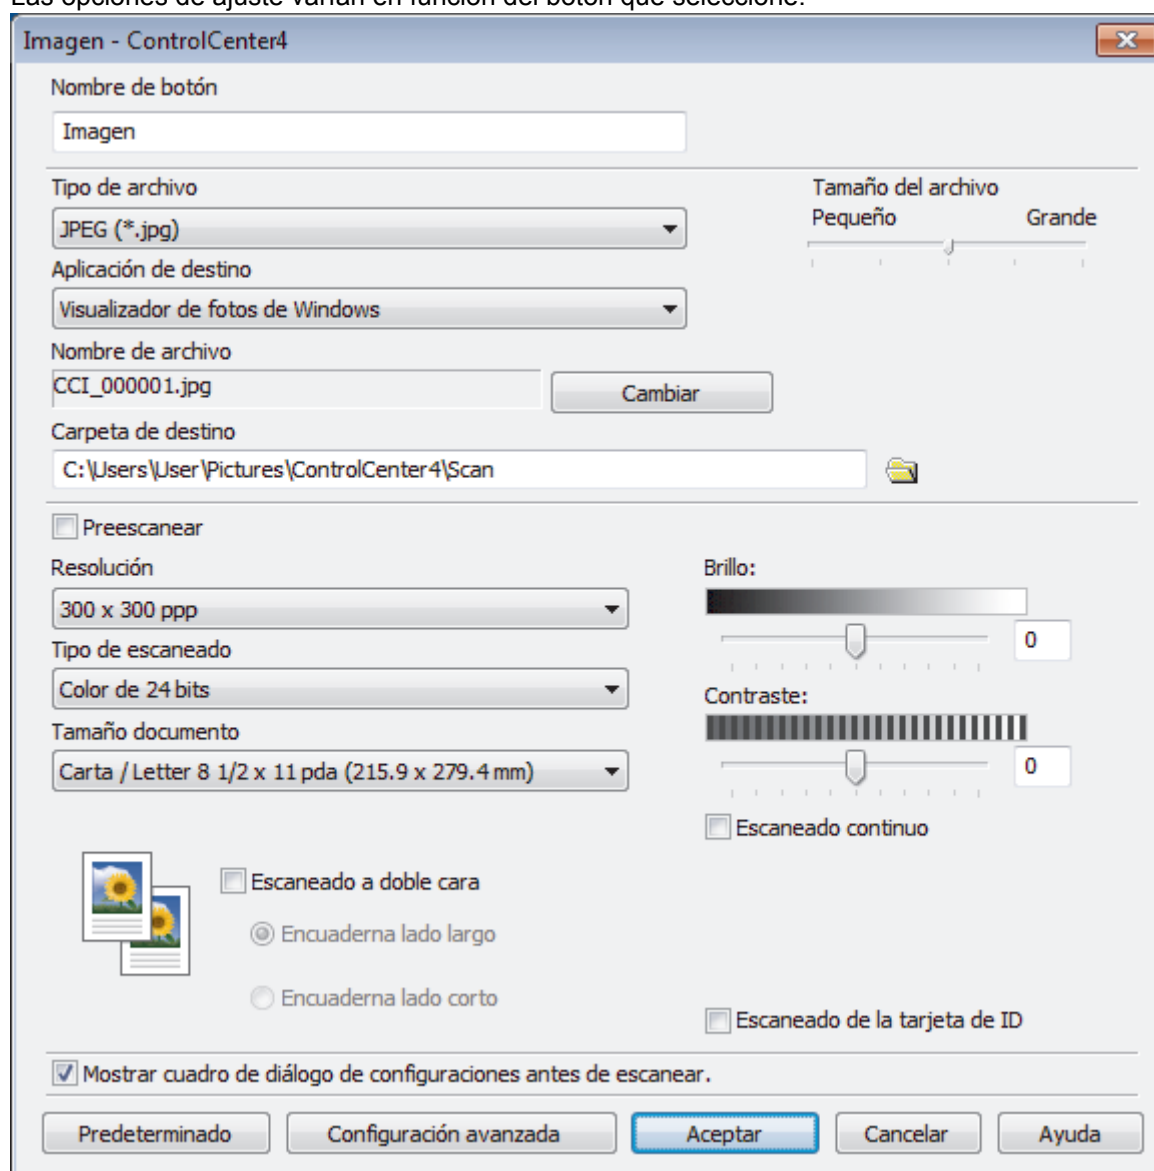 Las opciones de ajuste varían en función del botón que seleccione.
Imagen - ControlCenter4
Nombre de botón
Imagen
Tipo de archivo
Tamaño del archivo
JPEG (*.jpg)
Pequeño Grande
Aplicación de destino
Visualizador de fotos de Windows
Nombre de archivo
CCI_000001.jpg
Cambiar
Carpeta de destino
C:\Users\User\Pictures\ControlCenter4\Scan
Preescanear
Resolución
Brillo:
300 x 300 ppp
0
Tipo de escaneado
Color de 24 bits
Contraste:
Tamaño documento
Carta / Letter 8 1/2 x 11 pda (215.9 x 279.4 mm)
0
Escaneado continuo
Escaneado a doble cara
Encuaderna lado largo
Encuaderna lado corto
Escaneado de la tarjeta de ID
Mostrar cuadro de diálogo de configuraciones antes de escanear.
Predeterminado Configuración avanzada Aceptar Cancelar Ayuda